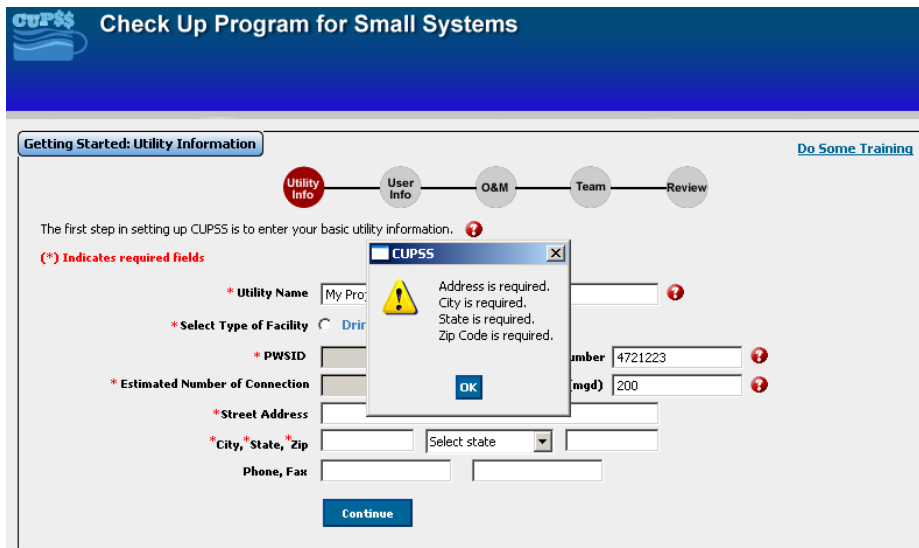 CUP$$ Check Up Program for Small Systems
Getting Started: Utility Information
Do Some Training
Utility Info
User Info
O&M
Team
Review
The first step in setting up CUPSS is to enter your basic utility information. ?
(*) Indicates required fields
CUPSS
Address is required.
City is required.
State is required.
Zip Code is required.
OK
* Utility Name My Pro ?
* Select Type of Facility Drin
* PWSID umber 4721223 ?
* Estimated Number of Connection (mgd) 200 ?
*Street Address
*City,*State,*Zip Select state
Phone, Fax
Continue